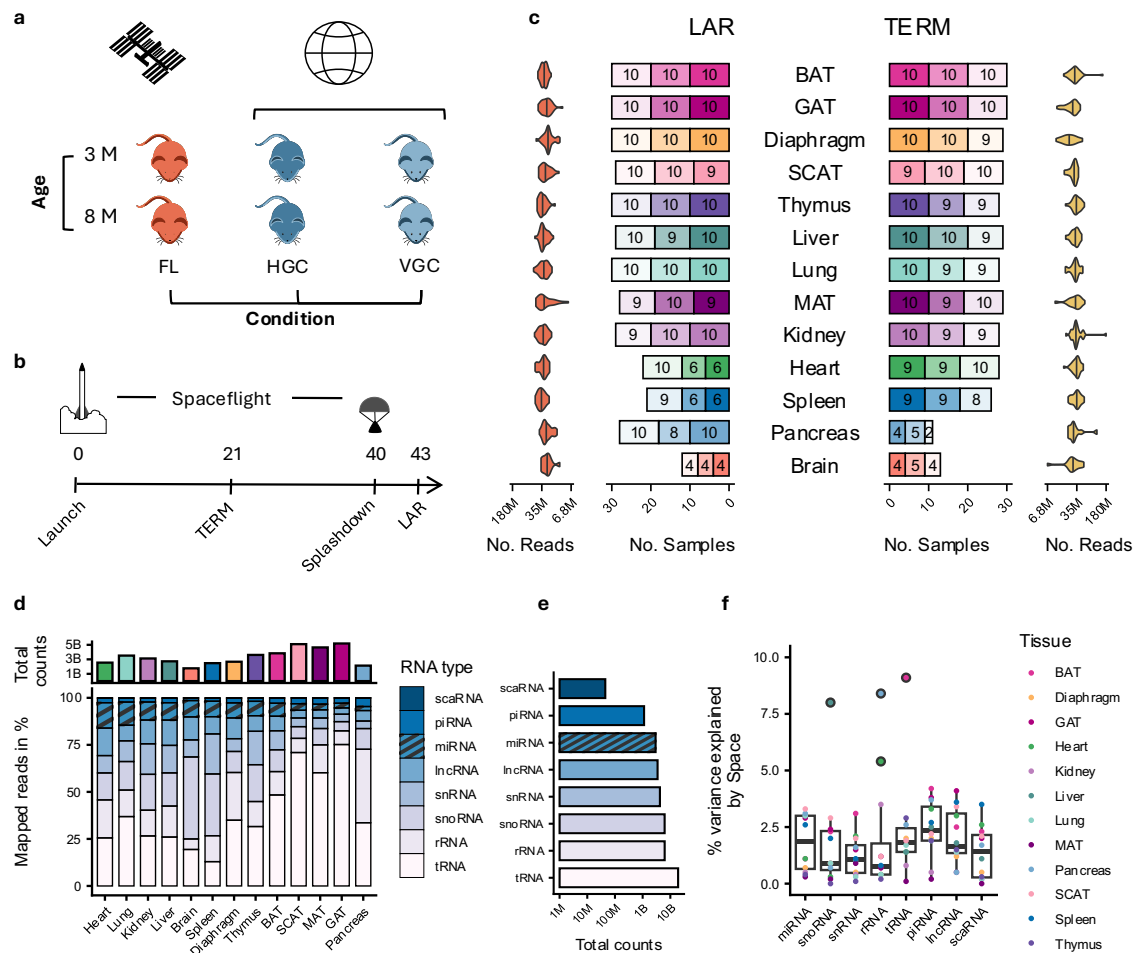 a
3 M
8 M
Age
FL
HGC
VGC
Condition
b
Spaceflight
0
21
40
43
Launch
TERM
Splashdown
LAR
c
LAR
TERM
10 10 10 BAT 10 10 10
10 10 10 GAT 10 10 10
10 10 10 Diaphragm 10 10 9
10 10 9 SCAT 9 10 10
10 10 10 Thymus 10 9 9
10 9 10 Liver 10 10 9
10 10 10 Lung 10 9 9
9 10 9 MAT 10 9 10
9 10 10 Kidney 10 9 9
10 6 6 Heart 9 9 10
9 6 6 Spleen 9 9 8
10 8 10 Pancreas 4 5 2
4 4 4 Brain 4 5 4
180M 35M 6.8M
30 20 10 0
0 10 20 30
6.8M 35M 180M
No. Reads
No. Samples
No. Samples
No. Reads
d
Total
counts
5B
3B
1B
Mapped reads in %
100
75
50
25
0
Heart
Lung
Kidney
Liver
Brain
Spleen
Diaphragm
Thymus
BAT
SCAT
MAT
GAT
Pancreas
RNA type
scaRNA
piRNA
miRNA
lncRNA
snRNA
snoRNA
rRNA
tRNA
e
scaRNA
piRNA
miRNA
lncRNA
snRNA
snoRNA
rRNA
tRNA
1M
10M
100M
1B
10B
Total counts
f
% variance explained
by Space
10.0
7.5
5.0
2.5
0.0
miRNA
snoRNA
snRNA
rRNA
tRNA
piRNA
lncRNA
scaRNA
Tissue
BAT
Diaphragm
GAT
Heart
Kidney
Liver
Lung
MAT
Pancreas
SCAT
Spleen
Thymus